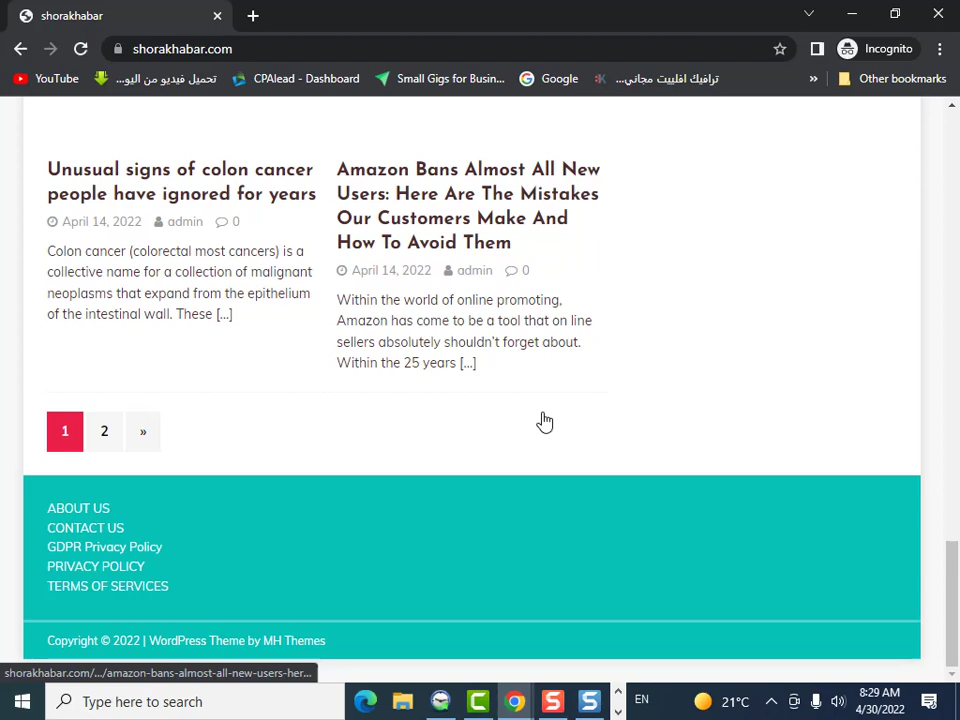 shorakhabar
shorakhabar.com
Incognito
YouTube
تحميل فيديو من اليو...
CPAlead - Dashboard
Small Gigs for Busin...
Google
ترافيك افلييت مجاني...
»
Other bookmarks
Unusual signs of colon cancer
people have ignored for years
April 14, 2022 admin 0
Colon cancer (colorectal most cancers) is a
collective name for a collection of malignant
neoplasms that expand from the epithelium
of the intestinal wall. These [...]
Amazon Bans Almost All New
Users: Here Are The Mistakes
Our Customers Make And
How To Avoid Them
April 14, 2022 admin 0
Within the world of online promoting,
Amazon has come to be a tool that on line
sellers absolutely shouldn't forget about.
Within the 25 years [...]
1 2 »
ABOUT US
CONTACT US
GDPR Privacy Policy
PRIVACY POLICY
TERMS OF SERVICES
Copyright © 2022 | WordPress Theme by MH Themes
shorakhabar.com/.../amazon-bans-almost-all-new-users-her...
Type here to search
EN
21°C
8:29 AM
4/30/2022